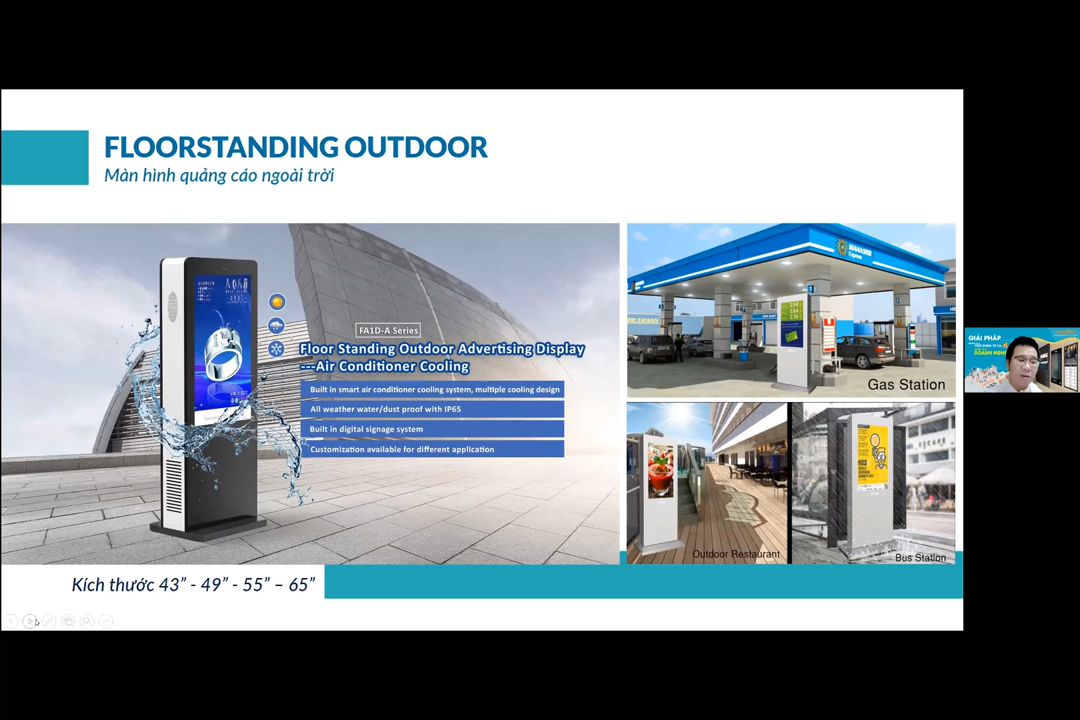 FLOORSTANDING OUTDOOR
Màn hình quảng cáo ngoài trời
FA1D-A Series
Floor Standing Outdoor Advertising Display
---Air Conditioner Cooling
Built in smart air conditioner cooling system, multiple cooling design
All weather water/dust proof with IP65
Built in digital signage system
Customization available for different application
Gas Station
Outdoor Restaurant
Bus Station
Kích thước 43” - 49” - 55” – 65”
GIẢI PHÁP
DOANH NGHIỆP